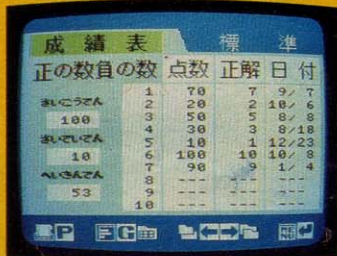 成績表 標準
正の数負の数 点数 正解 日付
1 70 7 9/ 7
さいこうてん 2 20 2 10/ 6
100 3 50 5 8/ 8
4 30 3 8/18
さいていてん 5 10 1 12/23
10 6 100 10 10/ 8
へいきんてん 7 90 9 1/ 4
8 --- --- ---
53 9 --- --- ---
10 --- --- ---
P F G